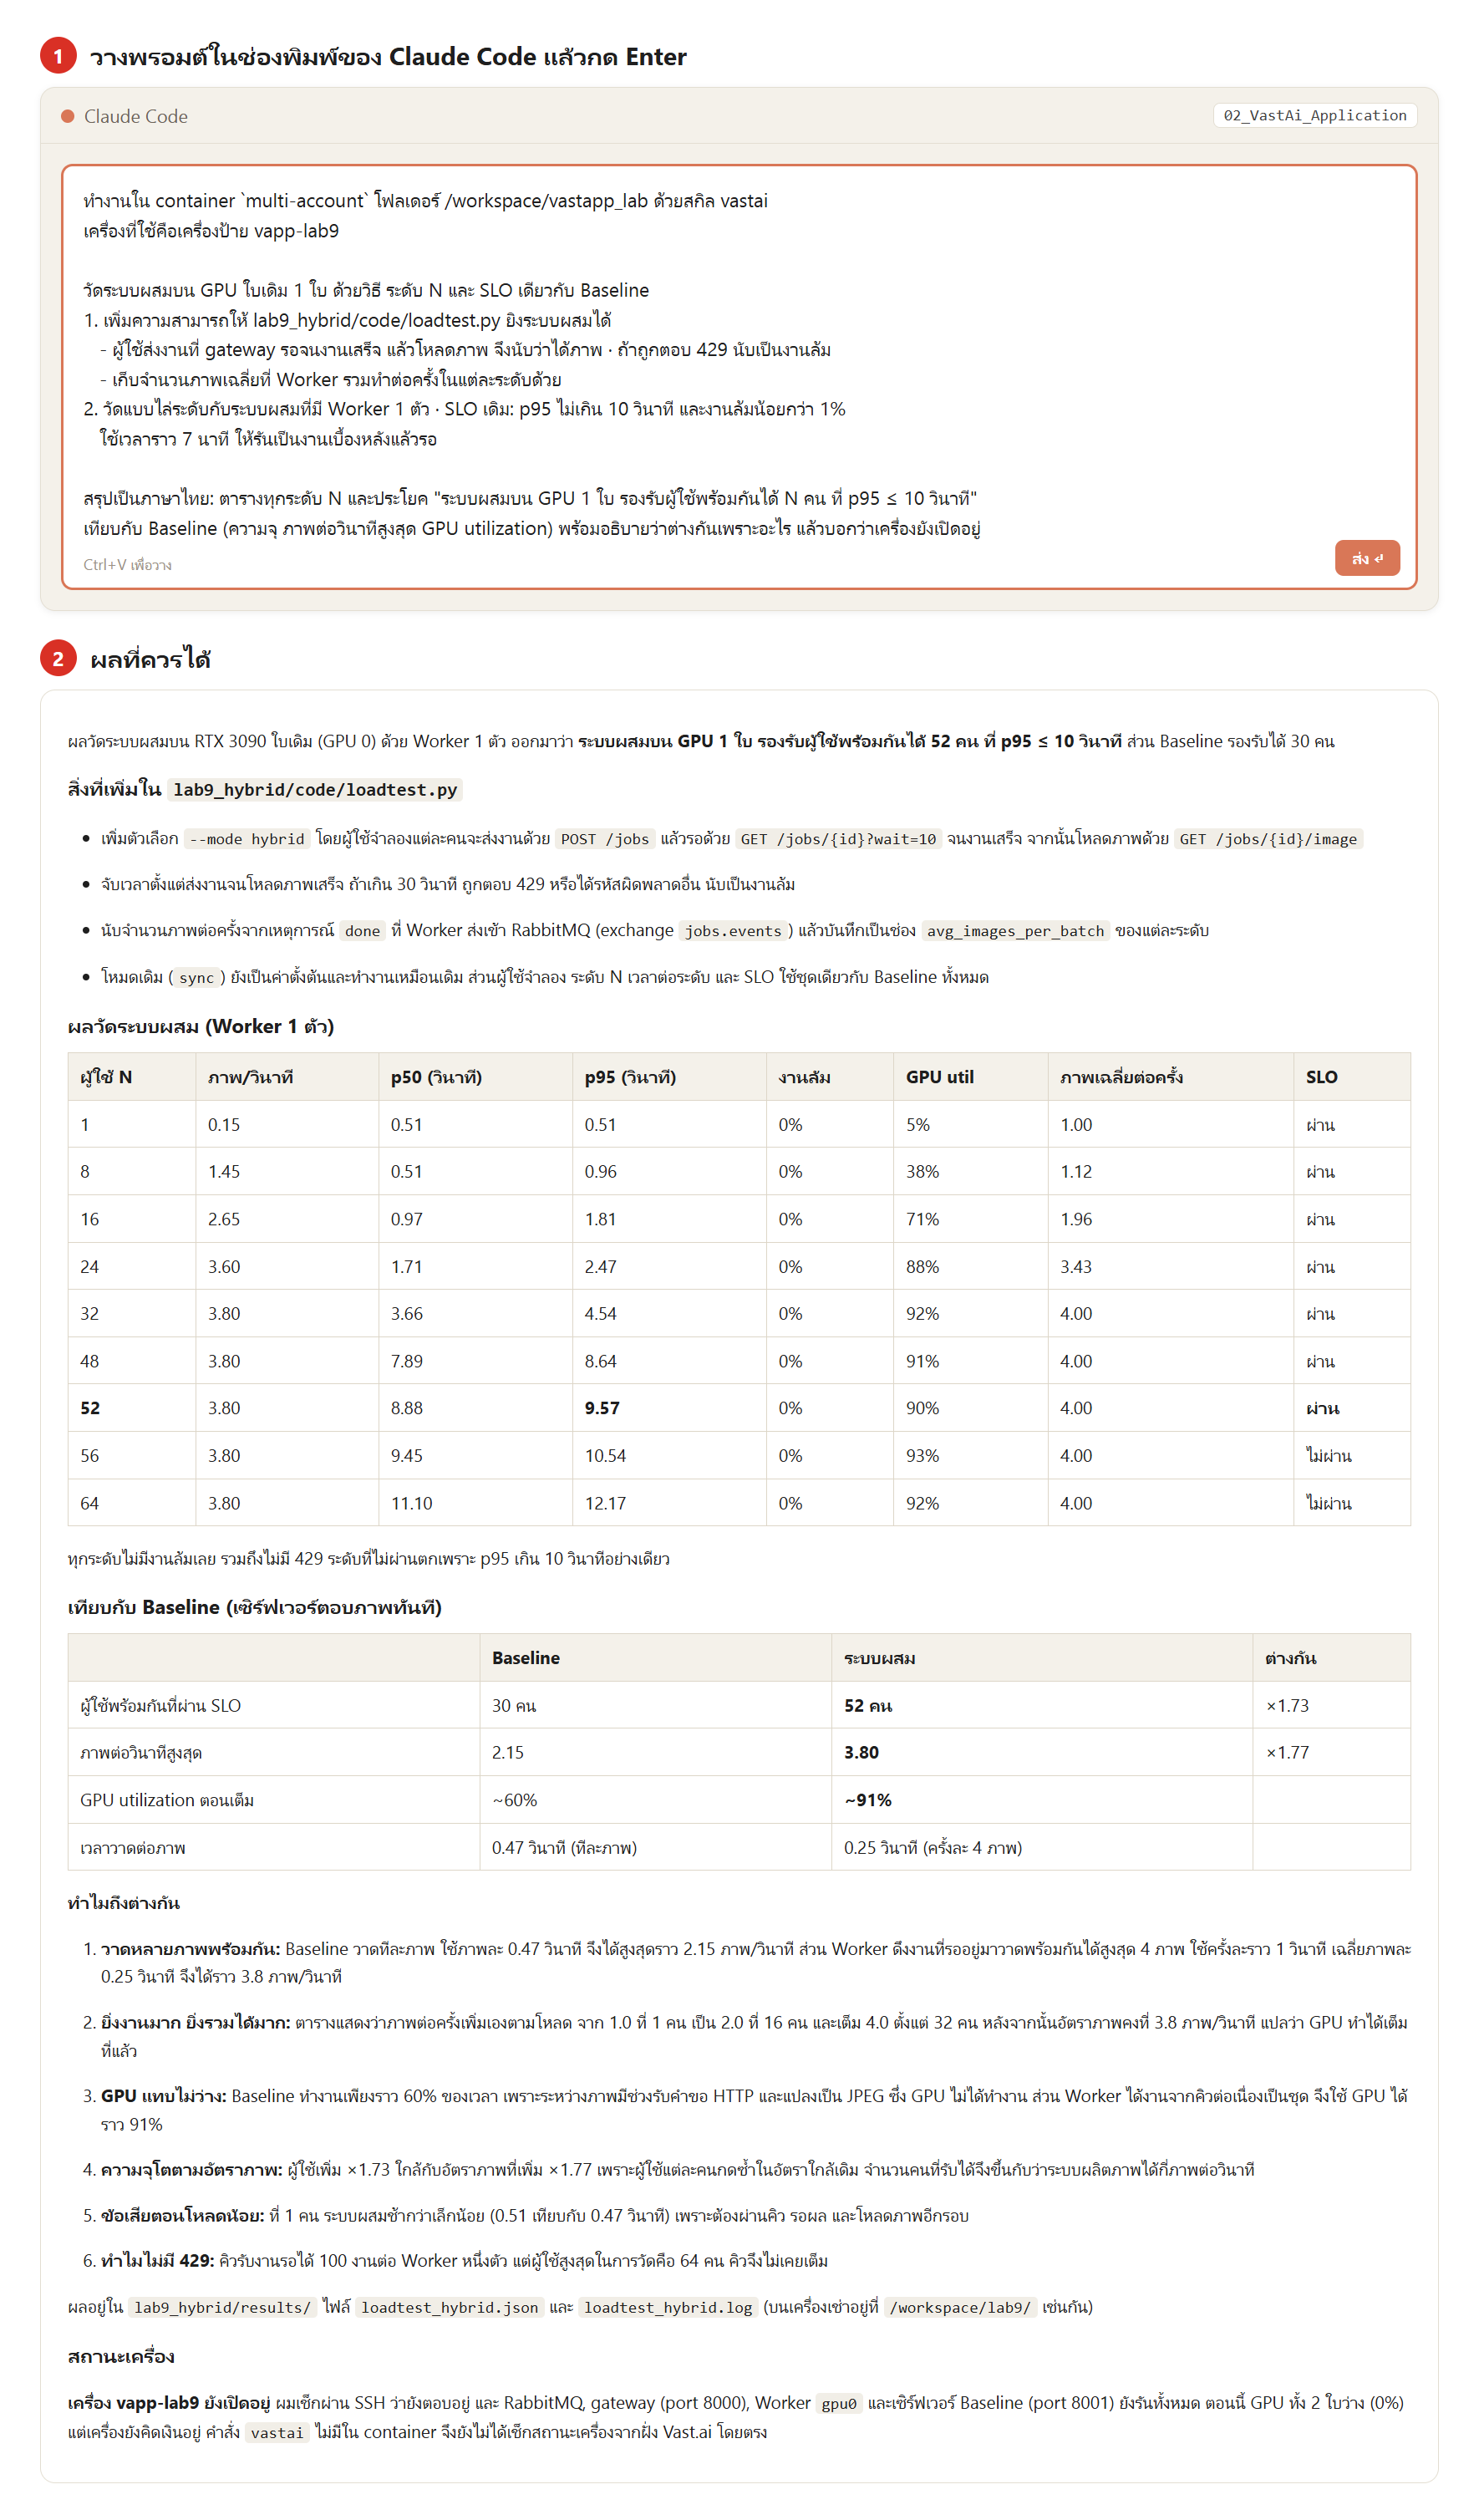 1 วางพรอมต์ในช่องพิมพ์ของ Claude Code แล้วกด Enter
Claude Code
02_VastAi_Application
ทำงานใน container `multi-account` โฟลเดอร์ /workspace/vastapp_lab ด้วยสกิล vastai
เครื่องที่ใช้คือเครื่องป้าย vapp-lab9
วัดระบบผสมบน GPU ใบเดิม 1 ใบ ด้วยวิธี ระดับ N และ SLO เดียวกับ Baseline
1. เพิ่มความสามารถให้ lab9_hybrid/code/loadtest.py ยิงระบบผสมได้
- ผู้ใช้ส่งงานที่ gateway รอจนงานเสร็จ แล้วโหลดภาพ จึงนับว่าได้ภาพ · ถ้าถูกตอบ 429 นับเป็นงานล้ม
- เก็บจำนวนภาพเฉลี่ยที่ Worker รวมทำต่อครั้งในแต่ละระดับด้วย
2. วัดแบบไล่ระดับกับระบบผสมที่มี Worker 1 ตัว · SLO เดิม: p95 ไม่เกิน 10 วินาที และงานล้มน้อยกว่า 1%
ใช้เวลาราว 7 นาที ให้รันเป็นงานเบื้องหลังแล้วรอ
สรุปเป็นภาษาไทย: ตารางทุกระดับ N และประโยค "ระบบผสมบน GPU 1 ใบ รองรับผู้ใช้พร้อมกันได้ N คน ที่ p95 ≤ 10 วินาที"
เทียบกับ Baseline (ความจุ ภาพต่อวินาทีสูงสุด GPU utilization) พร้อมอธิบายว่าต่างกันเพราะอะไร แล้วบอกว่าเครื่องยังเปิดอยู่
Ctrl+V เพื่อวาง
ส่ง ⏎
2 ผลที่ควรได้
ผลวัดระบบผสมบน RTX 3090 ใบเดิม (GPU 0) ด้วย Worker 1 ตัว ออกมาว่า ระบบผสมบน GPU 1 ใบ รองรับผู้ใช้พร้อมกันได้ 52 คน ที่ p95 ≤ 10 วินาที ส่วน Baseline รองรับได้ 30 คน
สิ่งที่เพิ่มใน lab9_hybrid/code/loadtest.py
• เพิ่มตัวเลือก --mode hybrid โดยผู้ใช้จำลองแต่ละคนจะส่งงานด้วย POST /jobs แล้วรอด้วย GET /jobs/{id}?wait=10 จนงานเสร็จ จากนั้นโหลดภาพด้วย GET /jobs/{id}/image
• จับเวลาตั้งแต่ส่งงานจนโหลดภาพเสร็จ ถ้าเกิน 30 วินาที ถูกตอบ 429 หรือได้รหัสผิดพลาดอื่น นับเป็นงานล้ม
• นับจำนวนภาพต่อครั้งจากเหตุการณ์ done ที่ Worker ส่งเข้า RabbitMQ (exchange jobs.events) แล้วบันทึกเป็นช่อง avg_images_per_batch ของแต่ละระดับ
• โหมดเดิม (sync) ยังเป็นค่าตั้งต้นและทำงานเหมือนเดิม ส่วนผู้ใช้จำลอง ระดับ N เวลาต่อระดับ และ SLO ใช้ชุดเดียวกับ Baseline ทั้งหมด
ผลวัดระบบผสม (Worker 1 ตัว)
ผู้ใช้ N ภาพ/วินาที p50 (วินาที) p95 (วินาที) งานล้ม GPU util ภาพเฉลี่ยต่อครั้ง SLO
1 0.15 0.51 0.51 0% 5% 1.00 ผ่าน
8 1.45 0.51 0.96 0% 38% 1.12 ผ่าน
16 2.65 0.97 1.81 0% 71% 1.96 ผ่าน
24 3.60 1.71 2.47 0% 88% 3.43 ผ่าน
32 3.80 3.66 4.54 0% 92% 4.00 ผ่าน
48 3.80 7.89 8.64 0% 91% 4.00 ผ่าน
52 3.80 8.88 9.57 0% 90% 4.00 ผ่าน
56 3.80 9.45 10.54 0% 93% 4.00 ไม่ผ่าน
64 3.80 11.10 12.17 0% 92% 4.00 ไม่ผ่าน
ทุกระดับไม่มีงานล้มเลย รวมถึงไม่มี 429 ระดับที่ไม่ผ่านตกเพราะ p95 เกิน 10 วินาทีอย่างเดียว
เทียบกับ Baseline (เซิร์ฟเวอร์ตอบภาพทันที)
Baseline ระบบผสม ต่างกัน
ผู้ใช้พร้อมกันที่ผ่าน SLO 30 คน 52 คน ×1.73
ภาพต่อวินาทีสูงสุด 2.15 3.80 ×1.77
GPU utilization ตอนเต็ม ~60% ~91%
เวลาวาดต่อภาพ 0.47 วินาที (ทีละภาพ) 0.25 วินาที (ครั้งละ 4 ภาพ)
ทำไมถึงต่างกัน
1. วาดหลายภาพพร้อมกัน: Baseline วาดทีละภาพ ใช้ภาพละ 0.47 วินาที จึงได้สูงสุดราว 2.15 ภาพ/วินาที ส่วน Worker ดึงงานที่รออยู่มาวาดพร้อมกันได้สูงสุด 4 ภาพ ใช้ครั้งละราว 1 วินาที เฉลี่ยภาพละ
0.25 วินาที จึงได้ราว 3.8 ภาพ/วินาที
2. ยิ่งงานมาก ยิ่งรวมได้มาก: ตารางแสดงว่าภาพต่อครั้งเพิ่มเองตามโหลด จาก 1.0 ที่ 1 คน เป็น 2.0 ที่ 16 คน และเต็ม 4.0 ตั้งแต่ 32 คน หลังจากนั้นอัตราภาพคงที่ 3.8 ภาพ/วินาที แปลว่า GPU ทำได้เต็ม
ที่แล้ว
3. GPU แทบไม่ว่าง: Baseline ทำงานเพียงราว 60% ของเวลา เพราะระหว่างภาพมีช่วงรับคำขอ HTTP และแปลงเป็น JPEG ซึ่ง GPU ไม่ได้ทำงาน ส่วน Worker ได้งานจากคิวต่อเนื่องเป็นชุด จึงใช้ GPU ได้
ราว 91%
4. ความจุโตตามอัตราภาพ: ผู้ใช้เพิ่ม ×1.73 ใกล้กับอัตราภาพที่เพิ่ม ×1.77 เพราะผู้ใช้แต่ละคนกดซ้ำในอัตราใกล้เดิม จำนวนคนที่รับได้จึงขึ้นกับว่าระบบผลิตภาพได้กี่ภาพต่อวินาที
5. ข้อเสียตอนโหลดน้อย: ที่ 1 คน ระบบผสมช้ากว่าเล็กน้อย (0.51 เทียบกับ 0.47 วินาที) เพราะต้องผ่านคิว รอผล และโหลดภาพอีกรอบ
6. ทำไมไม่มี 429: คิวรับงานรอได้ 100 งานต่อ Worker หนึ่งตัว แต่ผู้ใช้สูงสุดในการวัดคือ 64 คน คิวจึงไม่เคยเต็ม
ผลอยู่ใน lab9_hybrid/results/ ไฟล์ loadtest_hybrid.json และ loadtest_hybrid.log (บนเครื่องเช่าอยู่ที่ /workspace/lab9/ เช่นกัน)
สถานะเครื่อง
เครื่อง vapp-lab9 ยังเปิดอยู่ ผมเช็กผ่าน SSH ว่ายังตอบอยู่ และ RabbitMQ, gateway (port 8000), Worker gpu0 และเซิร์ฟเวอร์ Baseline (port 8001) ยังรันทั้งหมด ตอนนี้ GPU ทั้ง 2 ใบว่าง (0%)
แต่เครื่องยังคิดเงินอยู่ คำสั่ง vastai ไม่มีใน container จึงยังไม่ได้เช็กสถานะเครื่องจากฝั่ง Vast.ai โดยตรง